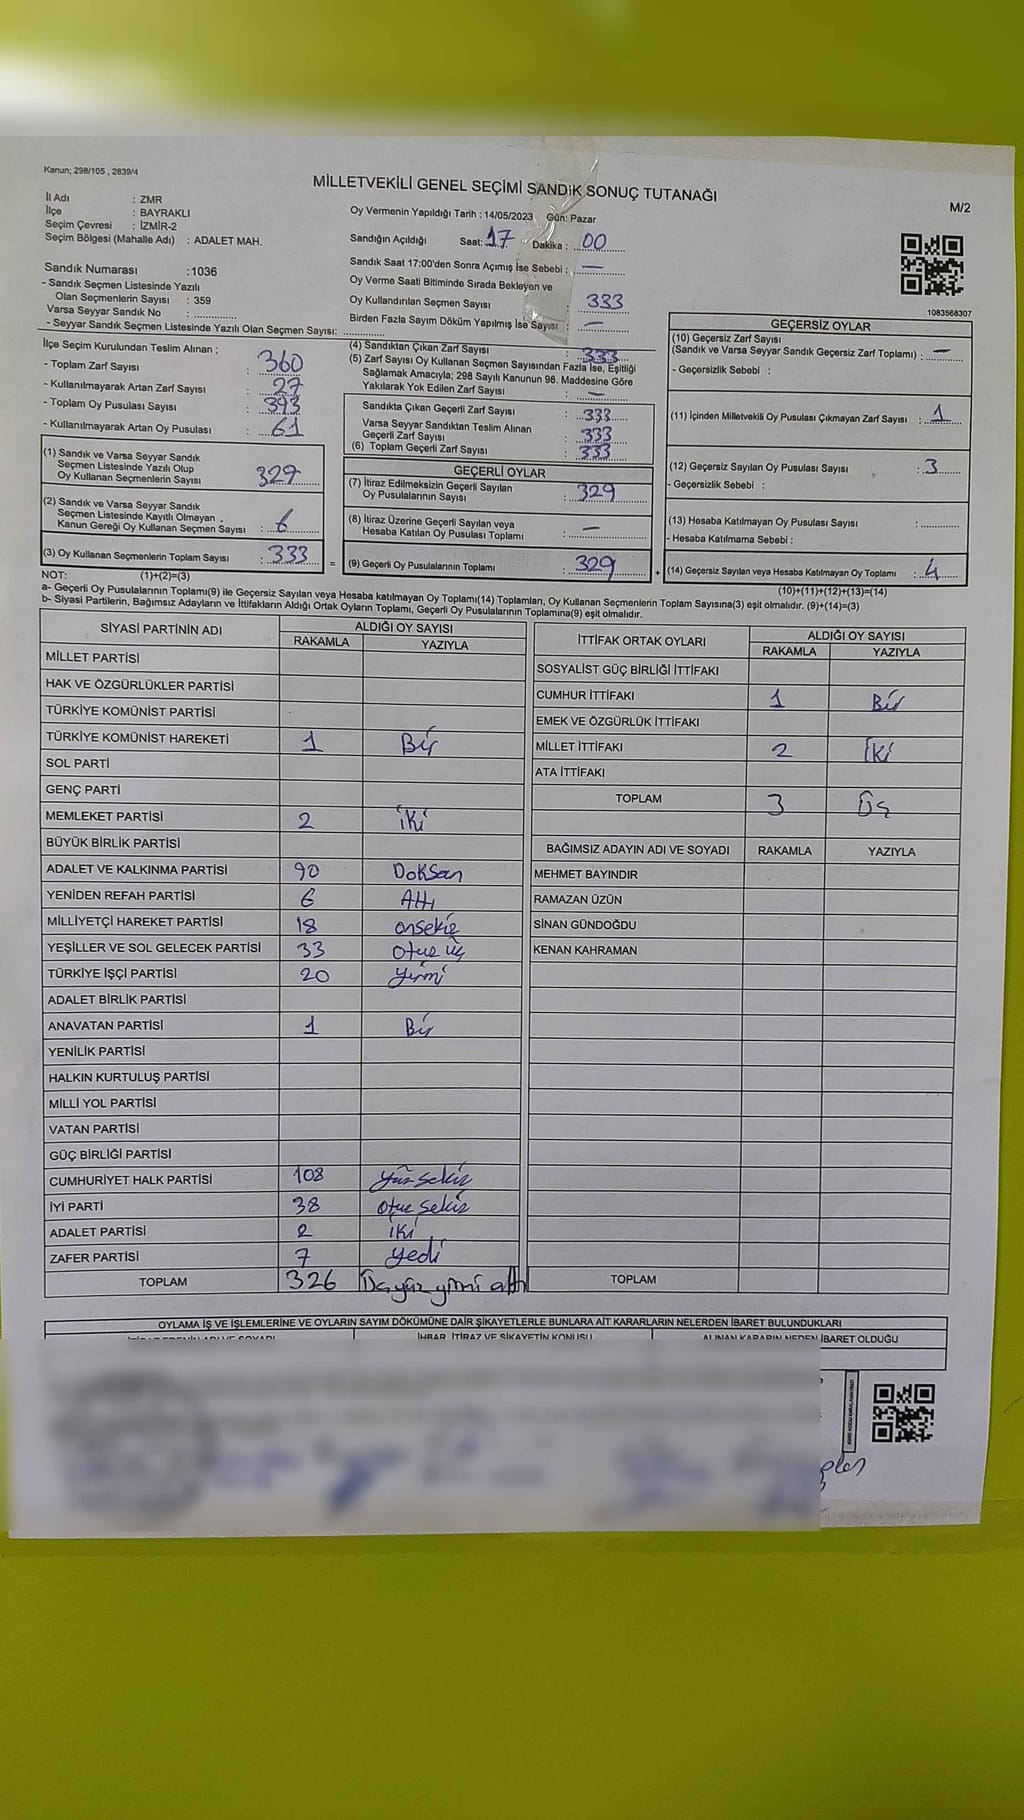 Kanun; 298/105 , 2839/4
MİLLETVEKİLİ GENEL SEÇİMİ SANDIK SONUÇ TUTANAĞI
M/2
İl Adı : ZMR
İlçe : BAYRAKLI
Seçim Çevresi : İZMİR-2
Seçim Bölgesi (Mahalle Adı) : ADALET MAH.
Sandık Numarası :1036
- Sandık Seçmen Listesinde Yazılı
Olan Seçmenlerin Sayısı : 359
Varsa Seyyar Sandık No :
- Seyyar Sandık Seçmen Listesinde Yazılı Olan Seçmen Sayısı:
Oy Vermenin Yapıldığı Tarih : 14/05/2023 Gün: Pazar
Sandığın Açıldığı Saat: 17 Dakika : 00
Sandık Saat 17:00'den Sonra Açımış İse Sebebi : —
Oy Verme Saati Bitiminde Sırada Bekleyen ve
Oy Kullandırılan Seçmen Sayısı : 333
Birden Fazla Sayım Döküm Yapılmış İse Sayısı : —
1083568307
İlçe Seçim Kurulundan Teslim Alınan ;
- Toplam Zarf Sayısı : 360
- Kullanılmayarak Artan Zarf Sayısı : 27
- Toplam Oy Pusulası Sayısı : 393
- Kullanılmayarak Artan Oy Pusulası : 61
(1) Sandık ve Varsa Seyyar Sandık
Seçmen Listesinde Yazılı Olup
Oy Kullanan Seçmenlerin Sayısı : 327
(2) Sandık ve Varsa Seyyar Sandık
Seçmen Listesinde Kayıtlı Olmayan
Kanun Gereği Oy Kullanan Seçmen Sayısı : 6
(3) Oy Kullanan Seçmenlerin Toplam Sayısı : 333
(4) Sandıktan Çıkan Zarf Sayısı : 333
(5) Zarf Sayısı Oy Kullanan Seçmen Sayısından Fazla İse, Eşitliği
Sağlamak Amacıyla; 298 Sayılı Kanunun 98. Maddesine Göre
Yakılarak Yok Edilen Zarf Sayısı : —
Sandıkta Çıkan Geçerli Zarf Sayısı : 333
Varsa Seyyar Sandıktan Teslim Alınan
Geçerli Zarf Sayısı : 333
(6) Toplam Geçerli Zarf Sayısı : 333
GEÇERLİ OYLAR
(7) İtiraz Edilmeksizin Geçerli Sayılan
Oy Pusulalarının Sayısı : 329
(8) İtiraz Üzerine Geçerli Sayılan veya
Hesaba Katılan Oy Pusulası Toplamı : —
= (9) Geçerli Oy Pusulalarının Toplamı : 329
GEÇERSİZ OYLAR
(10) Geçersiz Zarf Sayısı
(Sandık ve Varsa Seyyar Sandık Geçersiz Zarf Toplamı) : —
- Geçersizlik Sebebi :
(11) İçinden Milletvekili Oy Pusulası Çıkmayan Zarf Sayısı : 1
(12) Geçersiz Sayılan Oy Pusulası Sayısı : 3
- Geçersizlik Sebebi :
(13) Hesaba Katılmayan Oy Pusulası Sayısı :
- Hesaba Katılmama Sebebi :
+ (14) Geçersiz Sayılan veya Hesaba Katılmayan Oy Toplamı : 4
NOT: (1)+(2)=(3)
(10)+(11)+(12)+(13)=(14)
a- Geçerli Oy Pusulalarının Toplamı(9) ile Geçersiz Sayılan veya Hesaba katılmayan Oy Toplamı(14) Toplamları, Oy Kullanan Seçmenlerin Toplam Sayısına(3) eşit olmalıdır. (9)+(14)=(3)
b- Siyasi Partilerin, Bağımsız Adayların ve İttifakların Aldığı Ortak Oyların Toplamı, Geçerli Oy Pusulalarının Toplamına(9) eşit olmalıdır.
SİYASİ PARTİNİN ADI ALDIĞI OY SAYISI
RAKAMLA YAZIYLA
MİLLET PARTİSİ
HAK VE ÖZGÜRLÜKLER PARTİSİ
TÜRKİYE KOMÜNİST PARTİSİ
TÜRKİYE KOMÜNİST HAREKETİ 1 Bir
SOL PARTİ
GENÇ PARTİ
MEMLEKET PARTİSİ 2 iki
BÜYÜK BİRLİK PARTİSİ
ADALET VE KALKINMA PARTİSİ 90 Doksan
YENİDEN REFAH PARTİSİ 6 Altı
MİLLİYETÇİ HAREKET PARTİSİ 18 onsekiz
YEŞİLLER VE SOL GELECEK PARTİSİ 33 Otuz üç
TÜRKİYE İŞÇİ PARTİSİ 20 yirmi
ADALET BİRLİK PARTİSİ
ANAVATAN PARTİSİ 1 Bir
YENİLİK PARTİSİ
HALKIN KURTULUŞ PARTİSİ
MİLLİ YOL PARTİSİ
VATAN PARTİSİ
GÜÇ BİRLİĞİ PARTİSİ
CUMHURİYET HALK PARTİSİ 108 yüz sekiz
İYİ PARTİ 38 otuz sekiz
ADALET PARTİSİ 2 iki
ZAFER PARTİSİ 7 yedi
TOPLAM 326 Üç yüz yirmi altı
İTTİFAK ORTAK OYLARI ALDIĞI OY SAYISI
RAKAMLA YAZIYLA
SOSYALİST GÜÇ BİRLİĞİ İTTİFAKI
CUMHUR İTTİFAKI 1 Bir
EMEK VE ÖZGÜRLÜK İTTİFAKI
MİLLET İTTİFAKI 2 İki
ATA İTTİFAKI
TOPLAM 3 Üç
BAĞIMSIZ ADAYIN ADI VE SOYADI RAKAMLA YAZIYLA
MEHMET BAYINDIR
RAMAZAN ÜZÜN
SİNAN GÜNDOĞDU
KENAN KAHRAMAN
TOPLAM
OYLAMA İŞ VE İŞLEMLERİNE VE OYLARIN SAYIM DÖKÜMÜNE DAİR ŞİKAYETLERLE BUNLARA AİT KARARLARIN NELERDEN İBARET BULUNDUKLARI
İTİRAZ EDENİN ADI VE SOYADI İHBAR, İTİRAZ VE ŞİKAYETİN KONUSU ALINAN KARARIN NEDEN İBARET OLDUĞU